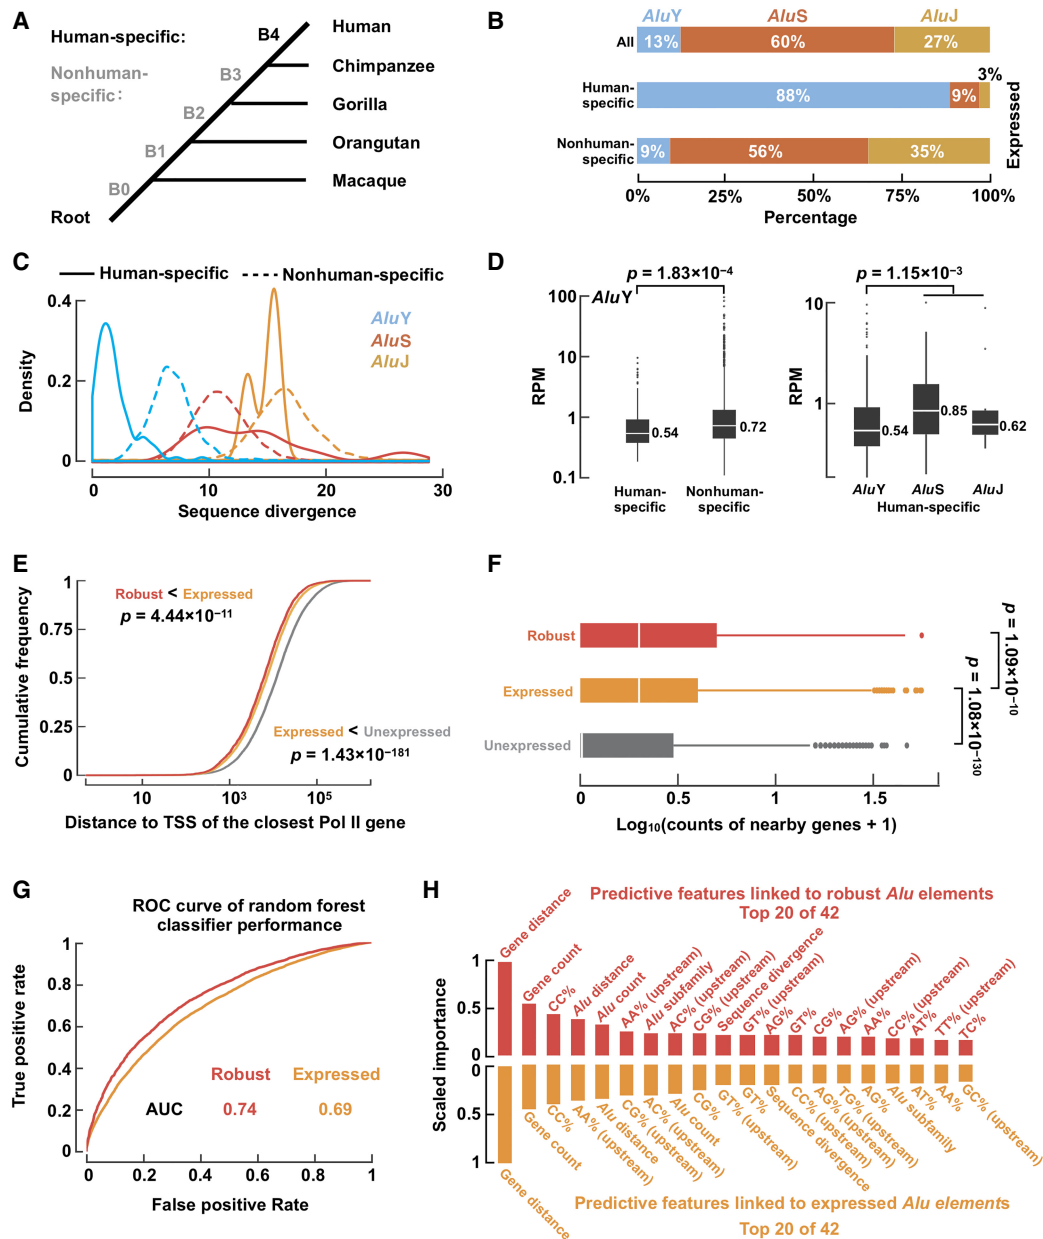 A
Human-specific:
Nonhuman-
specific:
B4
B3
B2
B1
B0
Root
Human
Chimpanzee
Gorilla
Orangutan
Macaque
B
AluY AluS AluJ
All 13% 60% 27%
3%
Human-
specific
88% 9%
Nonhuman-
specific
9% 56% 35%
Expressed
0% 25% 50% 75% 100%
Percentage
C
Human-specific Nonhuman-specific
AluY
AluS
AluJ
0.4
0.2
0
Density
0 10 20 30
Sequence divergence
D
p = 1.83×10−4
AluY
100
10
1
0.1
RPM
0.54
0.72
Human-
specific
Nonhuman-
specific
p = 1.15×10−3
10
1
RPM
0.54
0.85
0.62
AluY AluS AluJ
Human-specific
E
Robust < Expressed
p = 4.44×10−11
Expressed < Unexpressed
p = 1.43×10−181
1
0.75
0.5
0.25
0
Cumulative frequency
10 10³ 10⁵
Distance to TSS of the closest Pol II gene
F
Robust
Expressed
Unexpressed
p = 1.09×10−10
p = 1.08×10−130
0 0.5 1 1.5
Log₁₀(counts of nearby genes + 1)
G
ROC curve of random forest
classifier performance
1
0.8
0.6
0.4
0.2
0
True positive rate
Robust Expressed
AUC 0.74 0.69
0 0.2 0.4 0.6 0.8 1
False positive Rate
H
Predictive features linked to robust Alu elements
Top 20 of 42
Gene distance
Gene count
CC%
Alu distance
Alu count
AA% (upstream)
Alu subfamily
AC% (upstream)
CG% (upstream)
Sequence divergence
GT% (upstream)
AG%
GT%
CG%
AG% (upstream)
AA%
CC% (upstream)
AT%
TT% (upstream)
TC%
1
0.5
0
0
0.5
1
Scaled importance
Gene distance
Gene count
CC%
AA% (upstream)
Alu distance
CG% (upstream)
AC% (upstream)
Alu count
CG%
GT% (upstream)
GT%
Sequence divergence
CC% (upstream)
AG% (upstream)
TG% (upstream)
AG%
Alu subfamily
AT%
AA%
GC% (upstream)
Predictive features linked to expressed Alu elements
Top 20 of 42